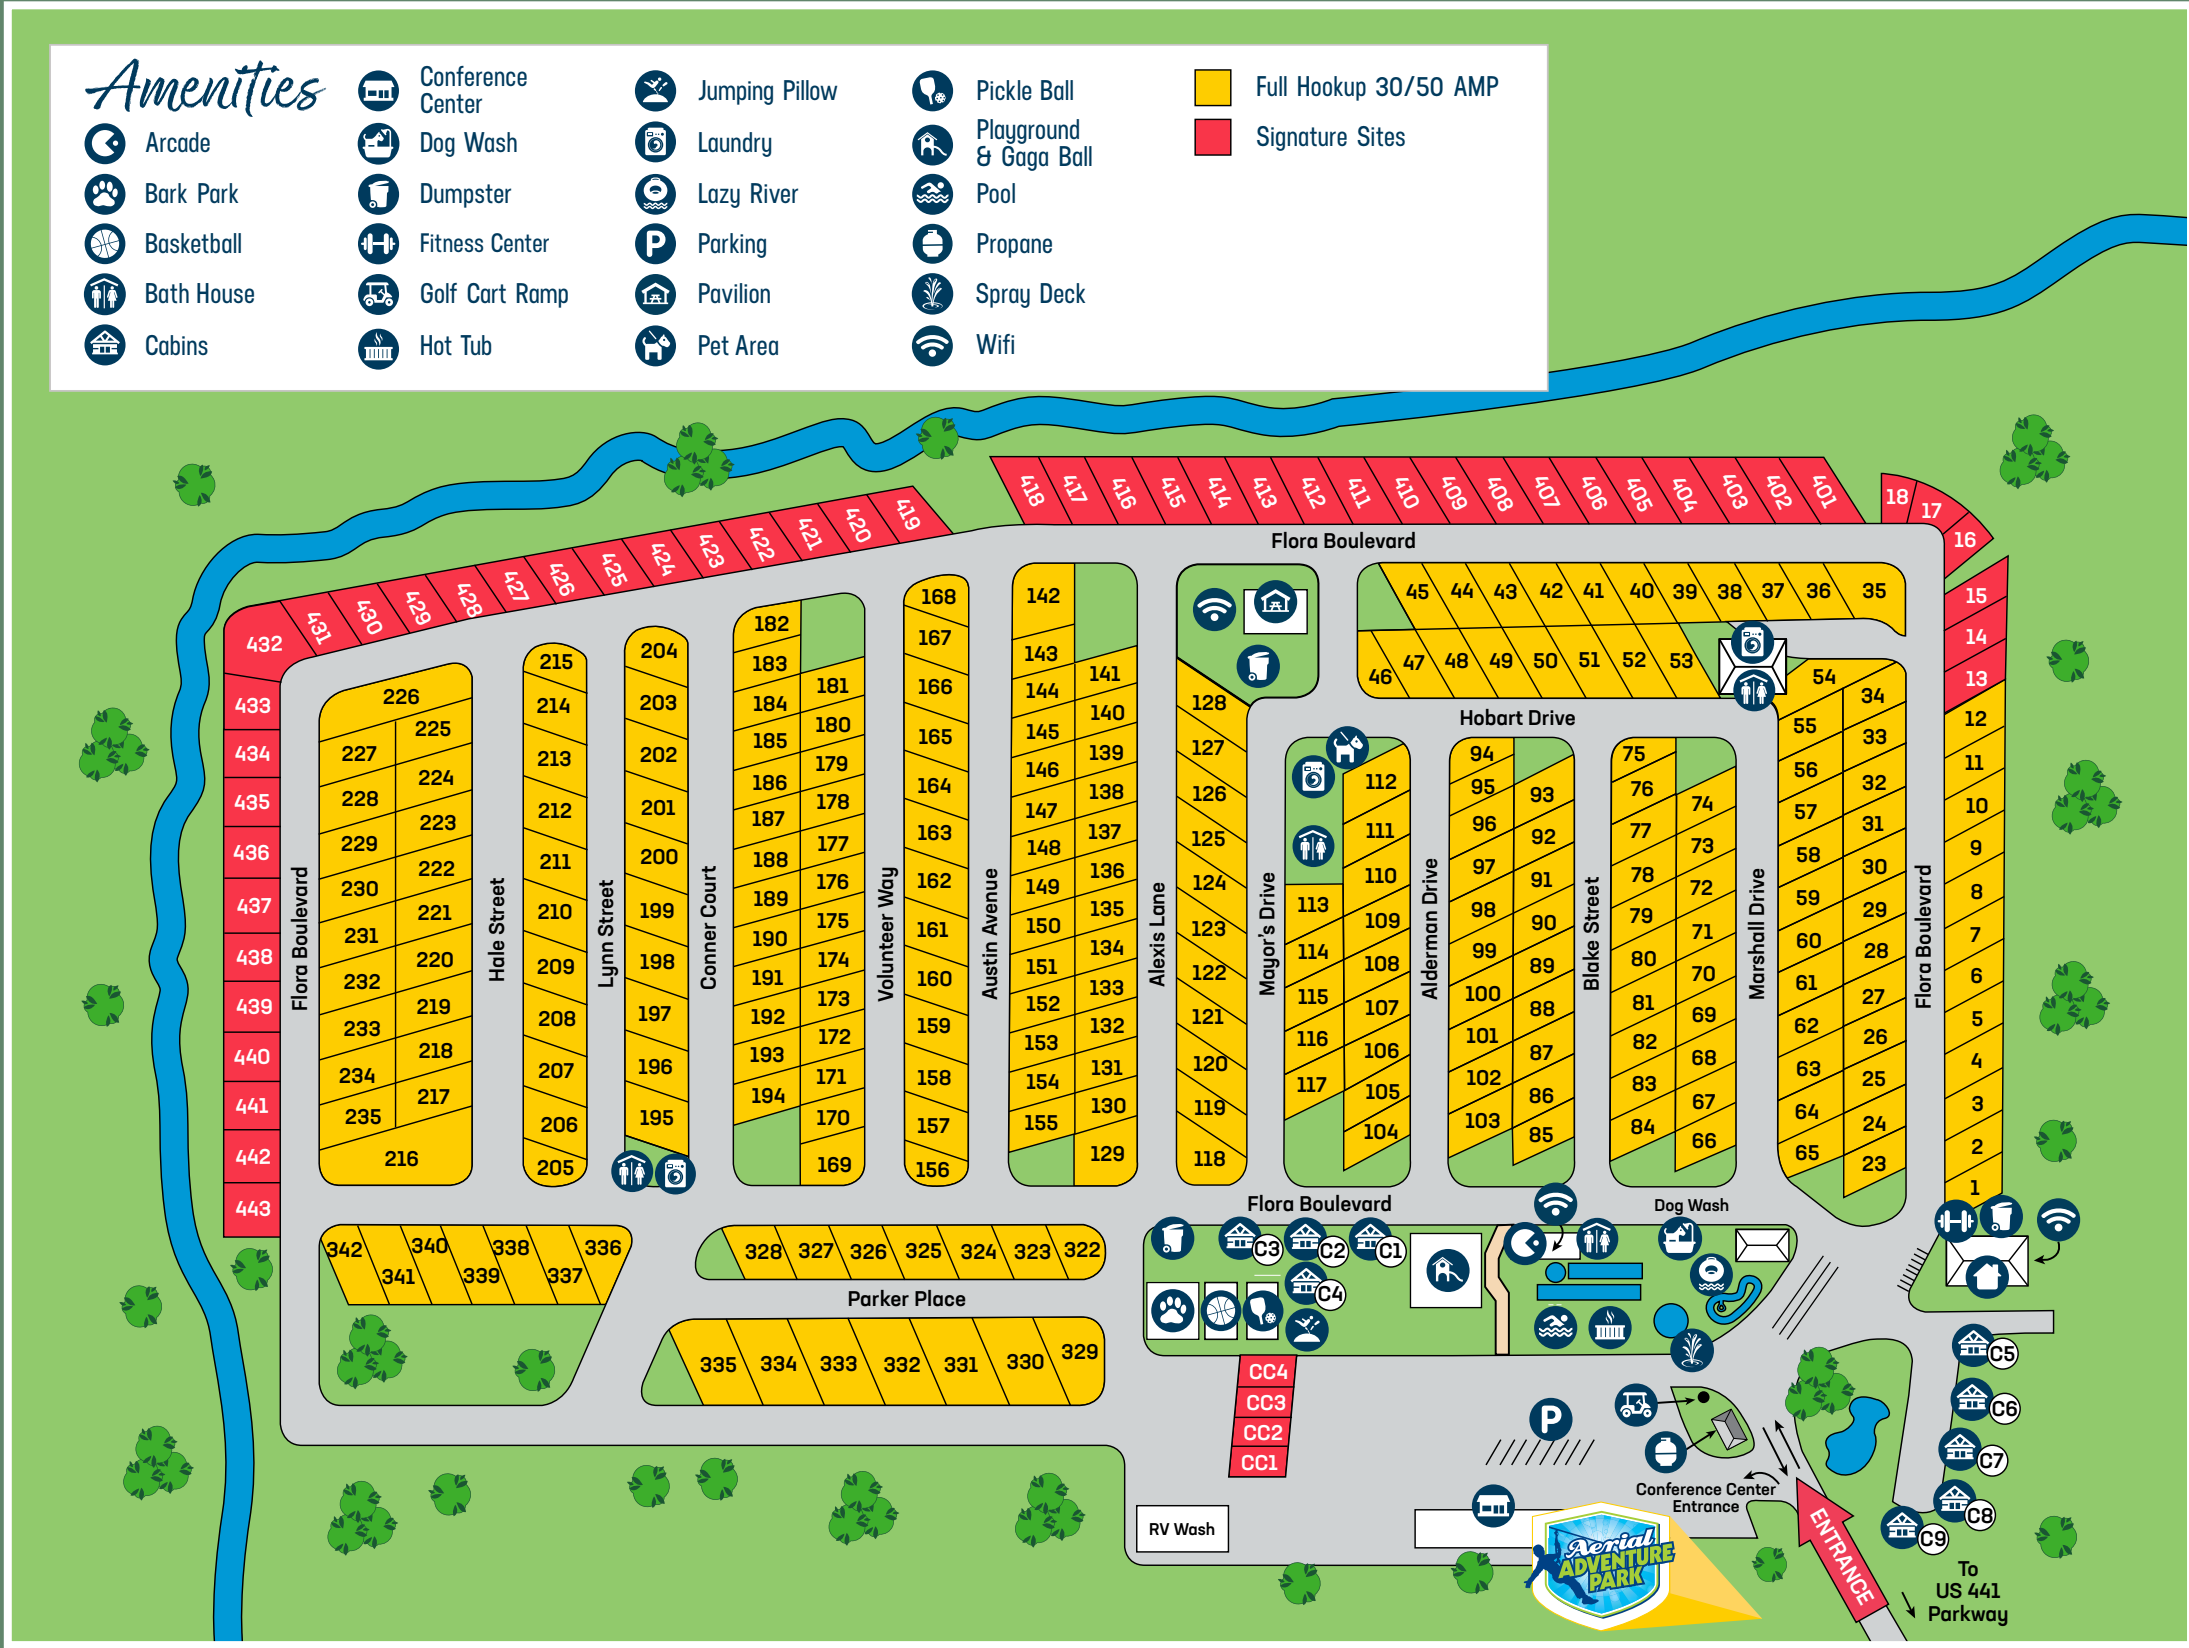 Amenities
Arcade
Bark Park
Basketball
Bath House
Cabins
Conference
Center
Dog Wash
Dumpster
Fitness Center
Golf Cart Ramp
Hot Tub
Jumping Pillow
Laundry
Lazy River
P Parking
Pavilion
Pet Area
Pickle Ball
Playground
& Gaga Ball
Pool
Propane
Spray Deck
Wifi
Full Hookup 30/50 AMP
Signature Sites
418 417 416 415 414 413 412 411 410 409 408 407 406 405 404 403 402 401
18 17 16
15
14
13
12
11
10
9
8
7
6
5
4
3
2
1
432 431 430 429 428 427 426 425 424 423 422 421 420 419
433
434
435
436
437
438
439
440
441
442
443
Flora Boulevard
Flora Boulevard
226
227 225
228 224
229 223
230 222
231 221
232 220
233 219
234 218
235 217
216
Hale Street
215
214
213
212
211
210
209
208
207
206
205
Lynn Street
204
203
202
201
200
199
198
197
196
195
Conner Court
182
183
184
185
186
187
188
189
190
191
192
193
194
181
180
179
178
177
176
175
174
173
172
171
170
169
Volunteer Way
168
167
166
165
164
163
162
161
160
159
158
157
156
Austin Avenue
142
143
144
145
146
147
148
149
150
151
152
153
154
155
141
140
139
138
137
136
135
134
133
132
131
130
129
Alexis Lane
128
127
126
125
124
123
122
121
120
119
118
Mayor's Drive
45 44 43 42 41 40 39 38 37 36 35
46 47 48 49 50 51 52 53
Hobart Drive
113
114
115
116
117
112
111
110
109
108
107
106
105
104
Alderman Drive
94
95
96
97
98
99
100
101
102
103
93
92
91
90
89
88
87
86
85
Blake Street
75
76
77
78
79
80
81
82
83
84
74
73
72
71
70
69
68
67
66
Marshall Drive
54
55
56
57
58
59
60
61
62
63
64
65
34
33
32
31
30
29
28
27
26
25
24
23
Flora Boulevard
Flora Boulevard
Dog Wash
342 341 340 339 338 337 336
328 327 326 325 324 323 322
Parker Place
335 334 333 332 331 330 329
C3 C2 C1
C4
CC4
CC3
CC2
CC1
P
RV Wash
Conference Center
Entrance
Aerial
ADVENTURE
PARK
ENTRANCE
C5
C6
C7
C8
C9
To
US 441
Parkway